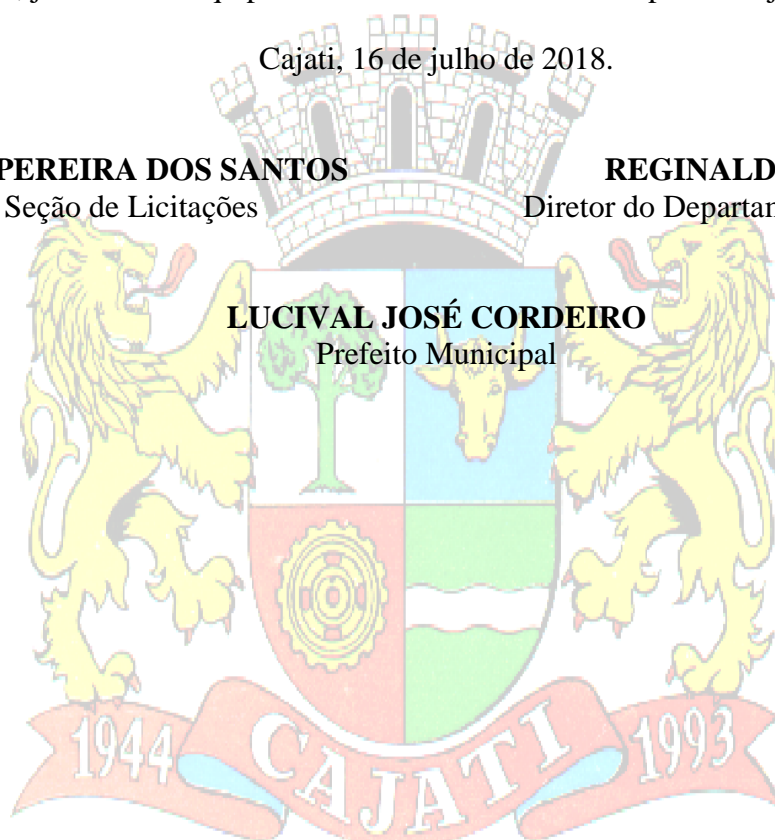 Cajati, 16 de julho de 2018.
PEREIRA DOS SANTOS REGINALD
Seção de Licitações Diretor do Departa
LUCIVAL JOSÉ CORDEIRO
Prefeito Municipal
1944 CAJATI 1993